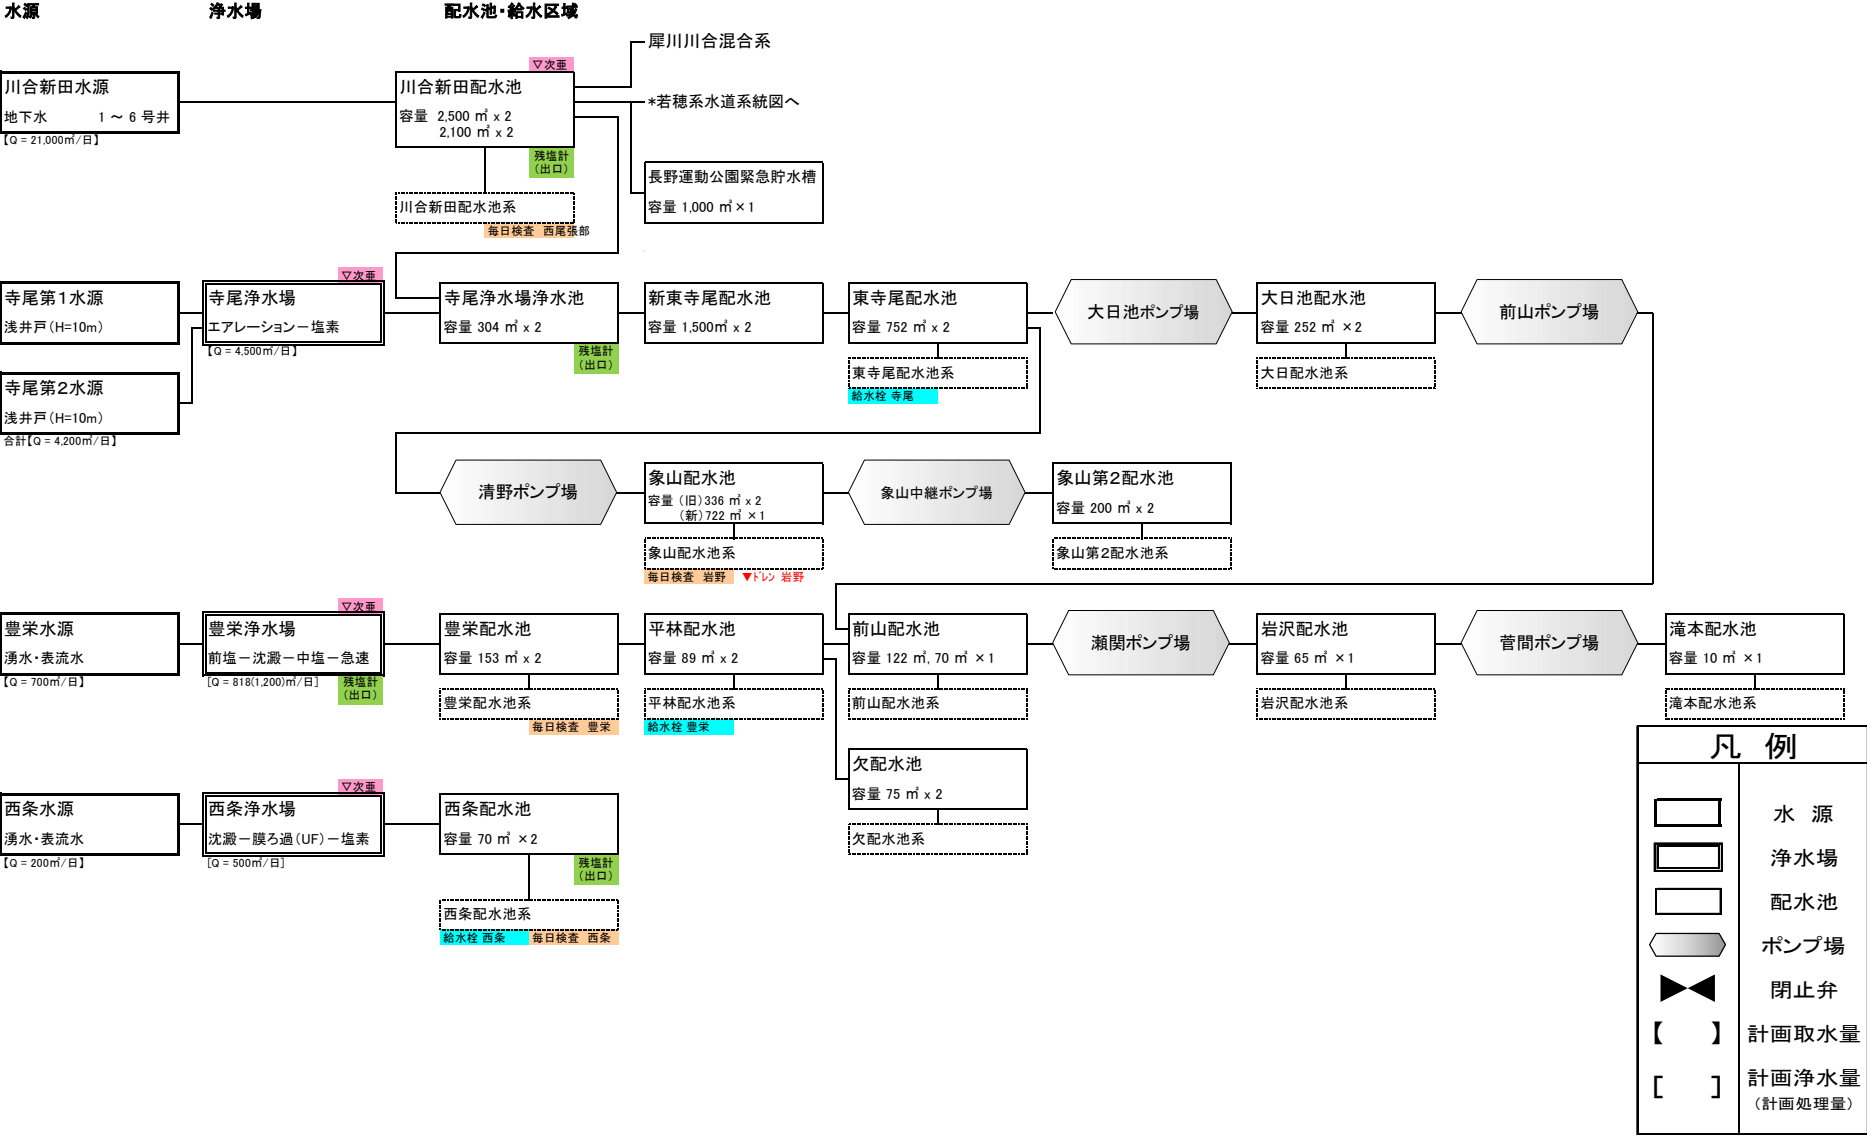 水源
浄水場
配水池・給水区域
犀川川合混合系
▽次亜
川合新田水源
地下水 1 ～ 6 号井
【Q = 21,000㎥/日】
川合新田配水池
容量 2,500 ㎥ x 2
2,100 ㎥ x 2
*若穂系水道系統図へ
残塩計
（出口）
長野運動公園緊急貯水槽
容量 1,000 ㎥×1
川合新田配水池系
毎日検査 西尾張部
▽次亜
寺尾第1水源
浅井戸（H=10m）
寺尾浄水場
エアレーション－塩素
【Q = 4,500㎥/日】
寺尾浄水場浄水池
容量 304 ㎥ x 2
残塩計
（出口）
新東寺尾配水池
容量 1,500㎥ x 2
東寺尾配水池
容量 752 ㎥ x 2
東寺尾配水池系
給水栓 寺尾
大日池ポンプ場
大日池配水池
容量 252 ㎥ ×2
大日配水池系
前山ポンプ場
寺尾第2水源
浅井戸（H=10m）
合計【Q = 4,200㎥/日】
清野ポンプ場
象山配水池
容量（旧）336 ㎥ x 2
（新）722 ㎥ ×1
象山配水池系
毎日検査 岩野 ▼ﾄﾞﾚﾝ 岩野
象山中継ポンプ場
象山第2配水池
容量 200 ㎥ x 2
象山第2配水池系
▽次亜
豊栄水源
湧水・表流水
【Q = 700㎥/日】
豊栄浄水場
前塩－沈澱－中塩－急速
[Q = 818(1,200)㎥/日]
残塩計
（出口）
豊栄配水池
容量 153 ㎥ x 2
豊栄配水池系
毎日検査 豊栄
平林配水池
容量 89 ㎥ x 2
平林配水池系
給水栓 豊栄
前山配水池
容量 122 ㎥, 70 ㎥ ×1
前山配水池系
瀬関ポンプ場
岩沢配水池
容量 65 ㎥ ×1
岩沢配水池系
菅間ポンプ場
滝本配水池
容量 10 ㎥ ×1
滝本配水池系
欠配水池
容量 75 ㎥ x 2
欠配水池系
▽次亜
西条水源
湧水・表流水
【Q = 200㎥/日】
西条浄水場
沈澱－膜ろ過（UF）－塩素
[Q = 500㎥/日]
西条配水池
容量 70 ㎥ ×2
残塩計
（出口）
西条配水池系
給水栓 西条 毎日検査 西条
凡 例
水 源
浄水場
配水池
ポンプ場
閉止弁
【 】 計画取水量
[ ] 計画浄水量
（計画処理量）